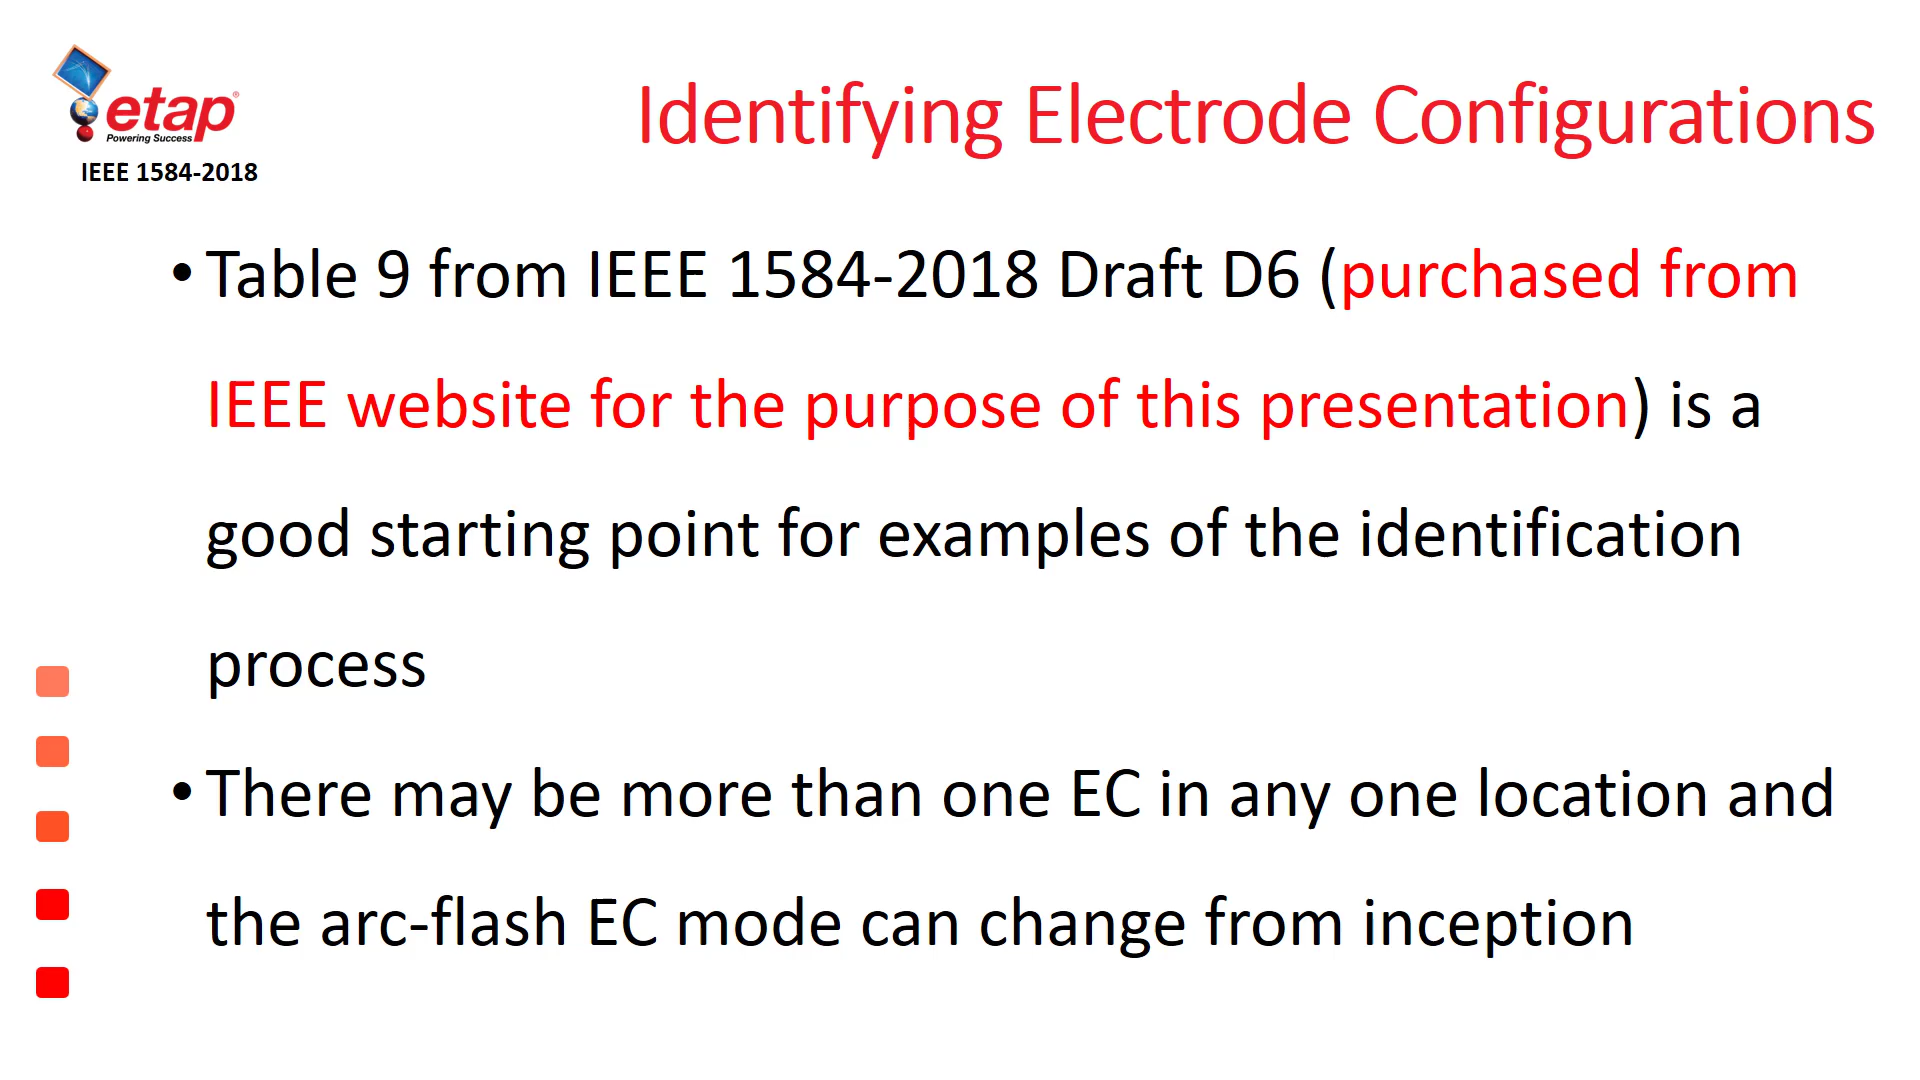 etap®
Powering Success
IEEE 1584-2018
Identifying Electrode Configurations
• Table 9 from IEEE 1584-2018 Draft D6 (purchased from
IEEE website for the purpose of this presentation) is a
good starting point for examples of the identification
process
• There may be more than one EC in any one location and
the arc-flash EC mode can change from inception